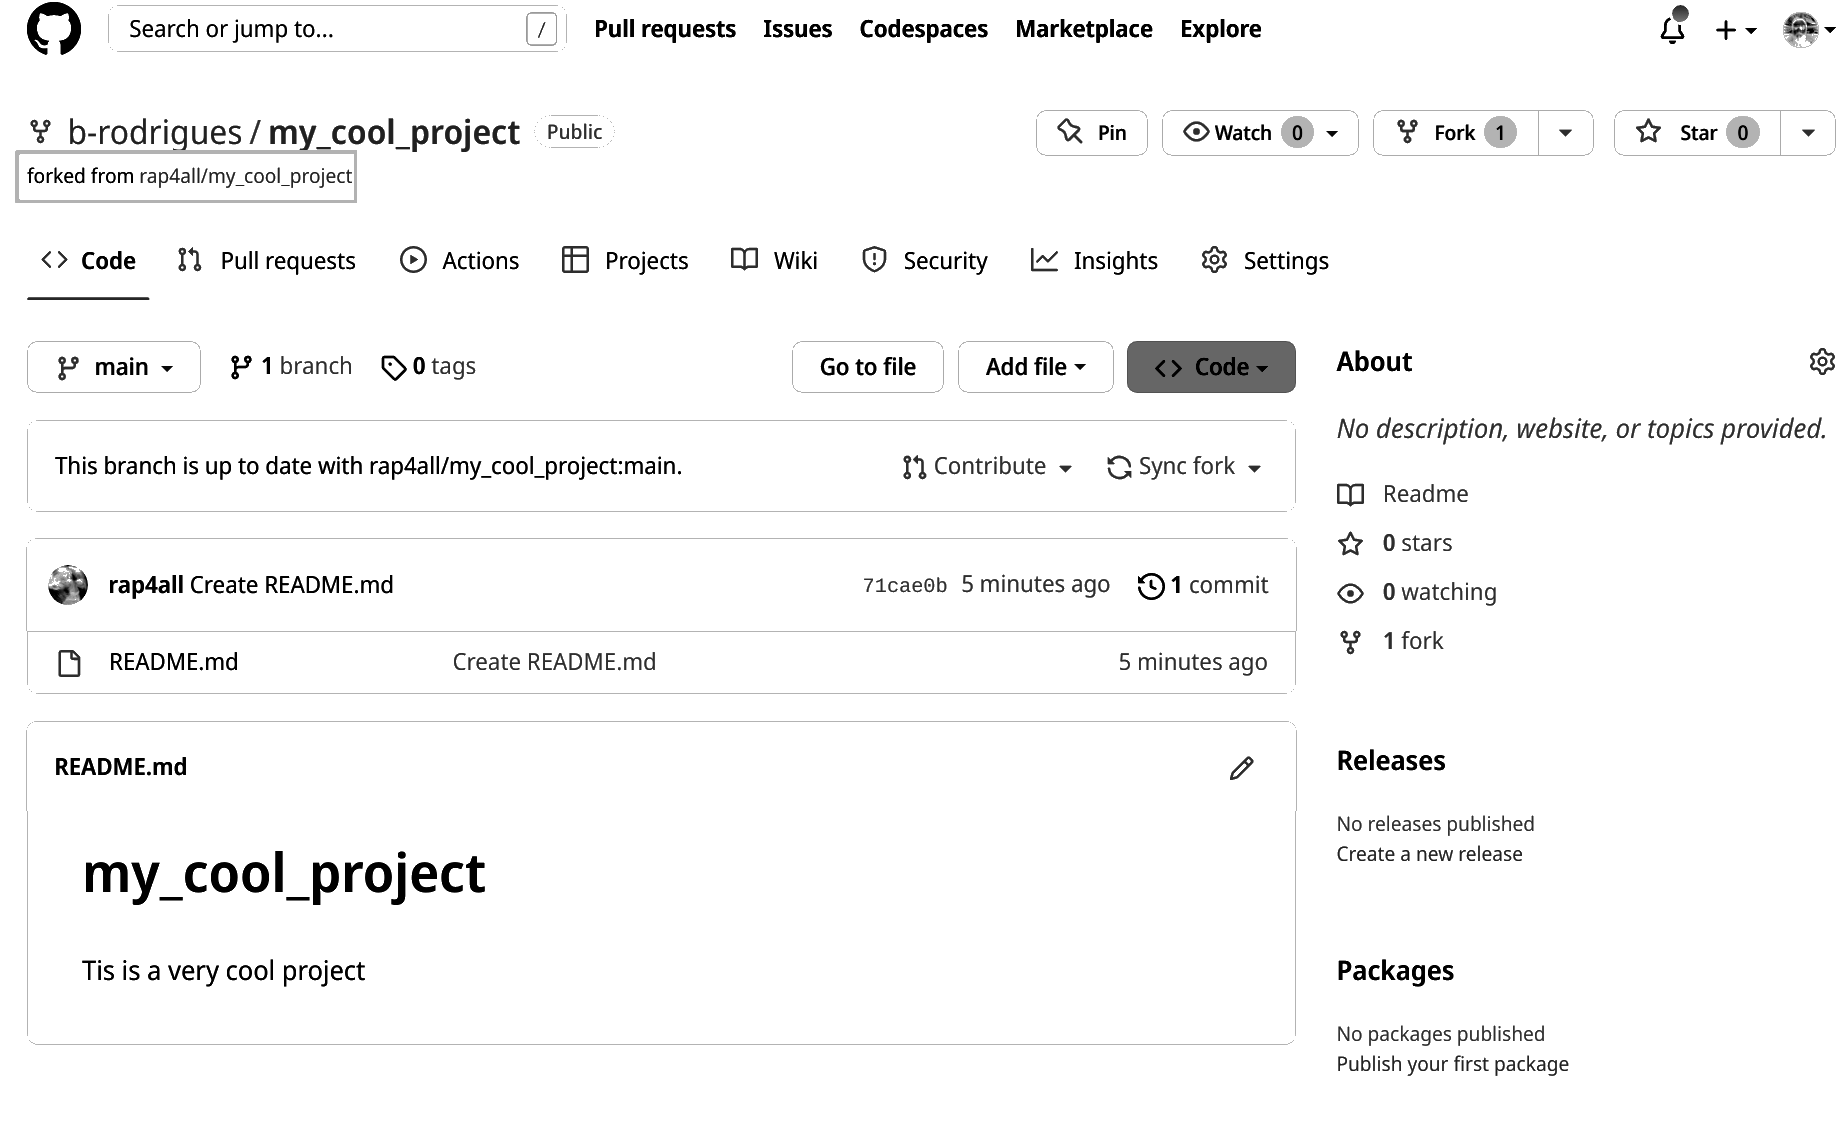 Search or jump to... / Pull requests Issues Codespaces Marketplace Explore
b-rodrigues / my_cool_project Public Pin Watch 0 Fork 1 Star 0
forked from rap4all/my_cool_project
Code Pull requests Actions Projects Wiki Security Insights Settings
main 1 branch 0 tags Go to file Add file Code About
No description, website, or topics provided.
This branch is up to date with rap4all/my_cool_project:main. Contribute Sync fork
Readme
0 stars
rap4all Create README.md 71cae0b 5 minutes ago 1 commit
0 watching
1 fork
README.md Create README.md 5 minutes ago
README.md
Releases
my_cool_project
No releases published
Create a new release
Tis is a very cool project
Packages
No packages published
Publish your first package